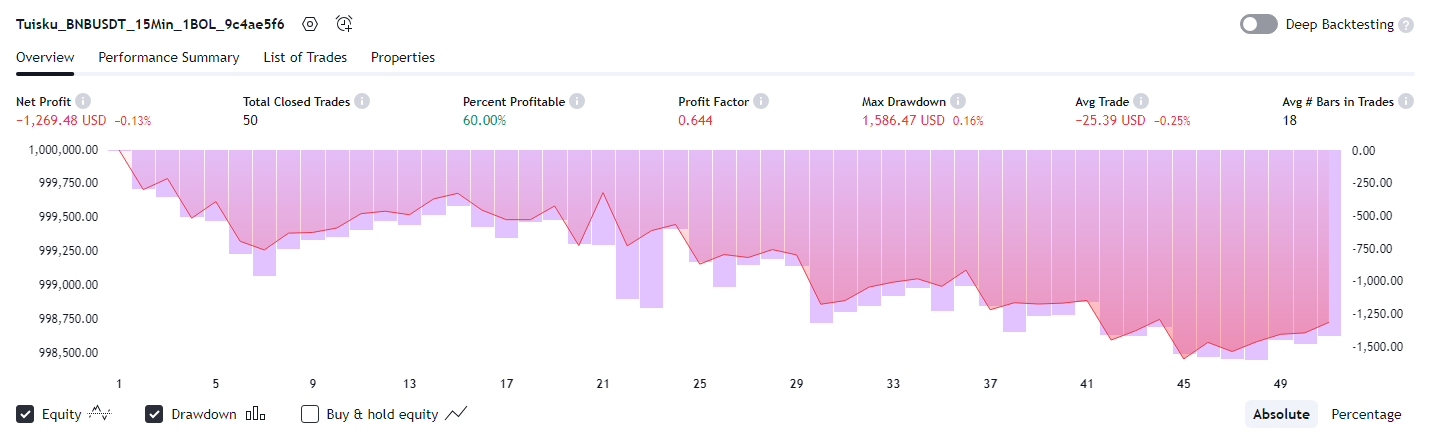 Tuisku_BNBUSDT_15Min_1BOL_9c4ae5f6 Deep Backtesting ?
Overview Performance Summary List of Trades Properties
Net Profit i Total Closed Trades i Percent Profitable i Profit Factor i Max Drawdown i Avg Trade i Avg # Bars in Trades i
−1,269.48 USD −0.13% 50 60.00% 0.644 1,586.47 USD 0.16% −25.39 USD −0.25% 18
1,000,000.00 0.00
999,750.00 -250.00
999,500.00 -500.00
999,250.00 -750.00
999,000.00 -1,000.00
998,750.00 -1,250.00
998,500.00 -1,500.00
1 5 9 13 17 21 25 29 33 37 41 45 49
Equity Drawdown Buy & hold equity Absolute Percentage